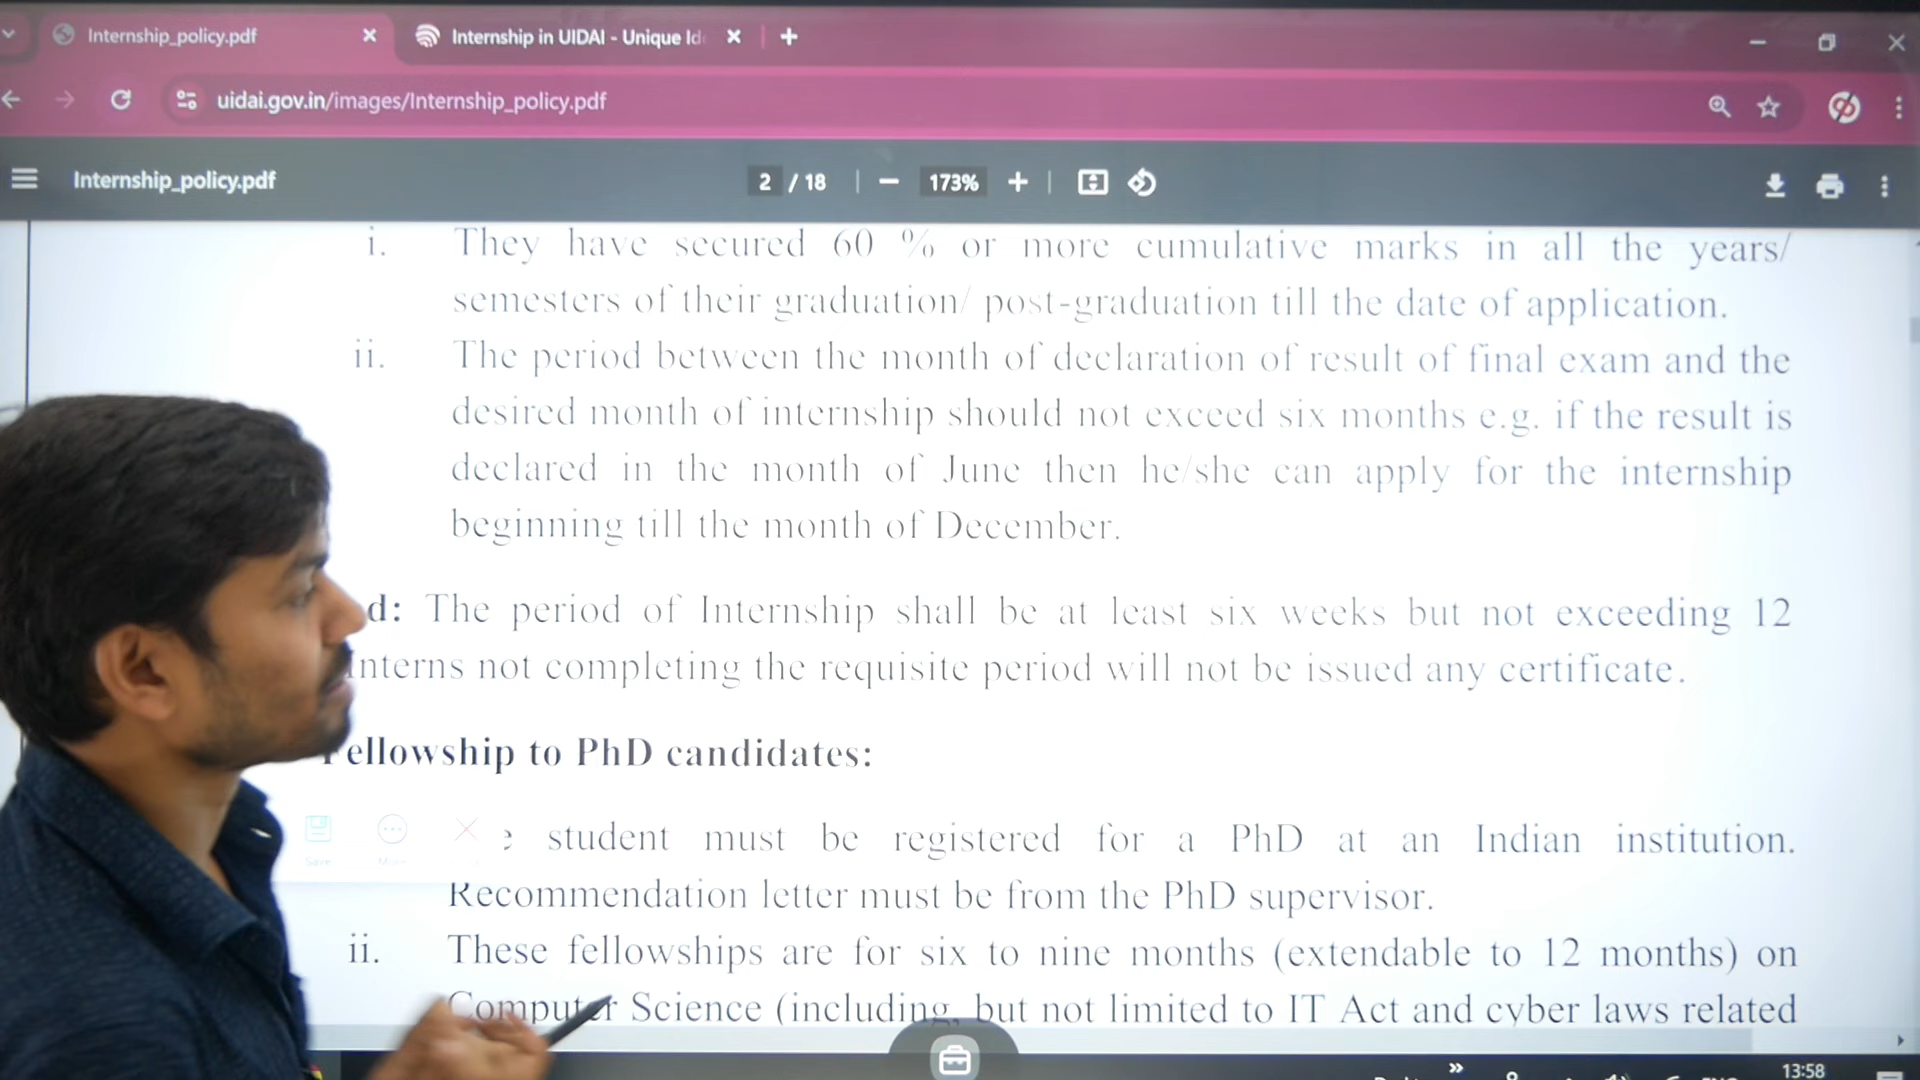 Internship_policy.pdf
Internship in UIDAI - Unique Id
uidai.gov.in/images/Internship_policy.pdf
Internship_policy.pdf
2 / 18
173%
i. They have secured 60 % or more cumulative marks in all the years/
semesters of their graduation/ post-graduation till the date of application.
ii. The period between the month of declaration of result of final exam and the
desired month of internship should not exceed six months e.g. if the result is
declared in the month of June then he/she can apply for the internship
beginning till the month of December.
d: The period of Internship shall be at least six weeks but not exceeding 12
Interns not completing the requisite period will not be issued any certificate.
ellowship to PhD candidates:
e student must be registered for a PhD at an Indian institution.
Save
More
Recommendation letter must be from the PhD supervisor.
ii. These fellowships are for six to nine months (extendable to 12 months) on
Computer Science (including, but not limited to IT Act and cyber laws related
13:58